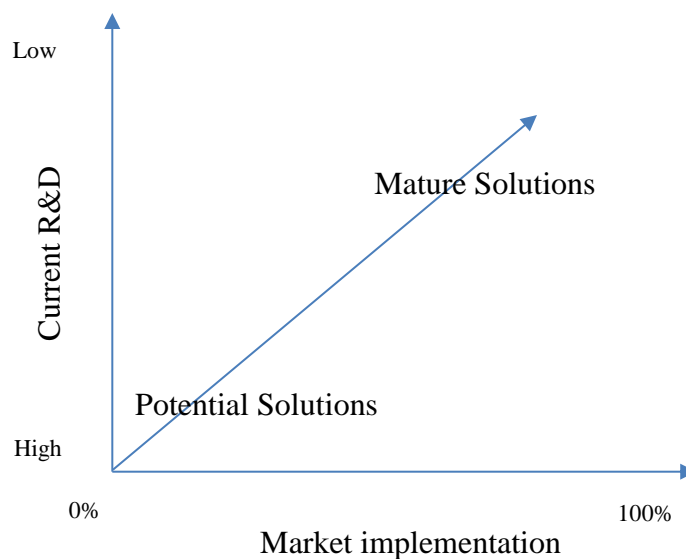 Low
Current R&D
Mature Solutions
Potential Solutions
High
0%
100%
Market implementation